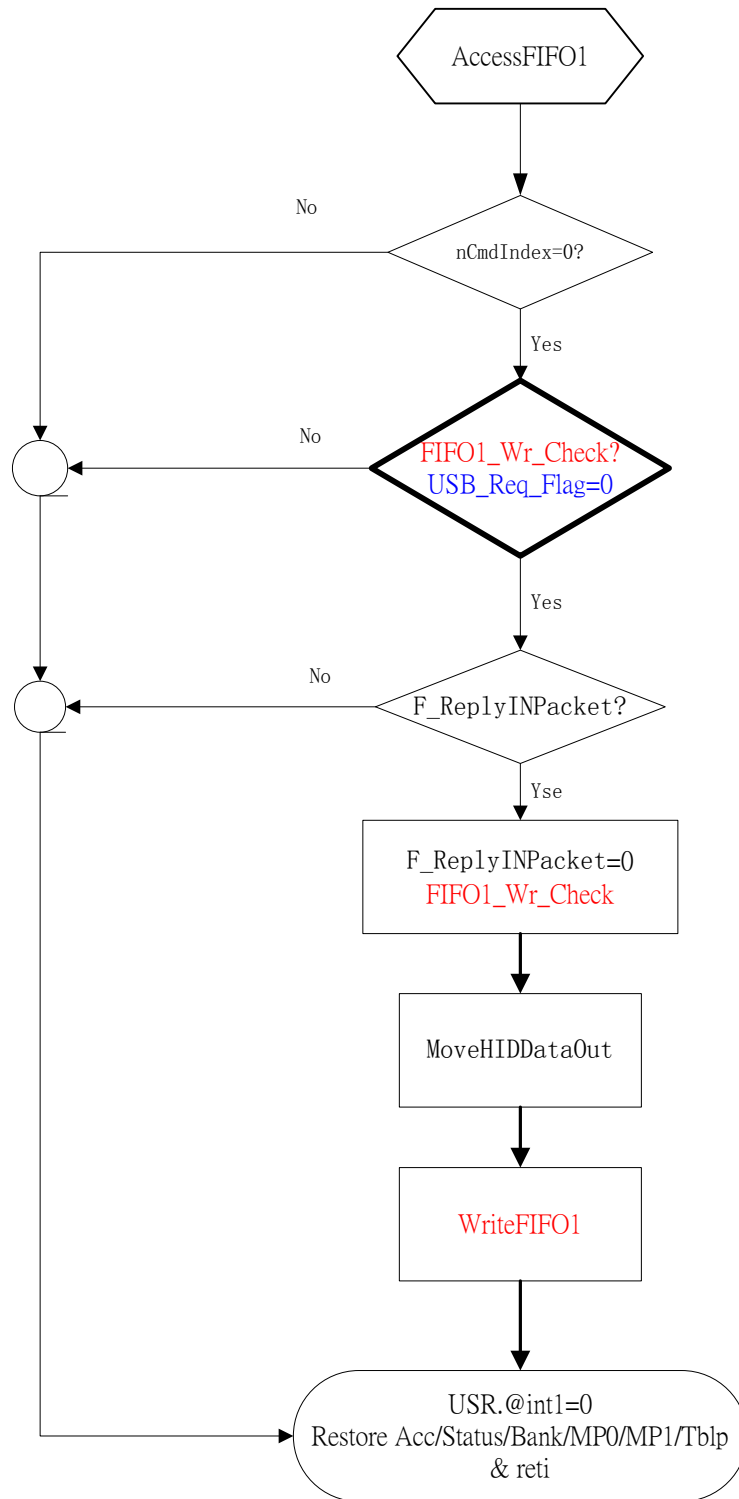 AccessFIFO1
No
nCmdIndex=0?
Yes
No
FIFO1_Wr_Check?
USB_Req_Flag=0
Yes
No
F_ReplyINPacket?
Yse
F_ReplyINPacket=0
FIFO1_Wr_Check
MoveHIDDataOut
WriteFIFO1
USR.@int1=0
Restore Acc/Status/Bank/MP0/MP1/Tblp
& reti